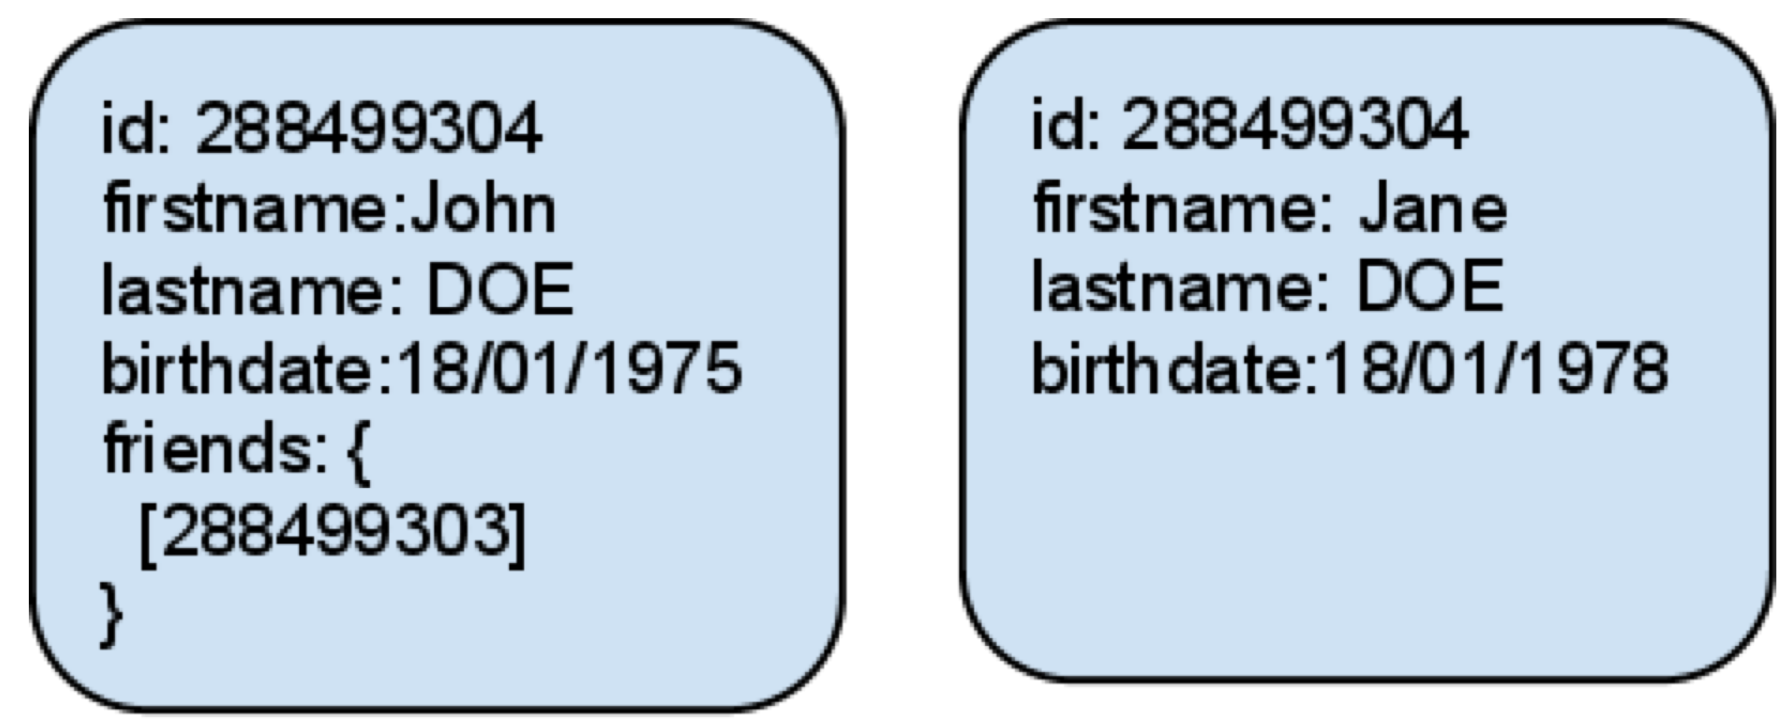 id: 288499304
firstname:John
lastname: DOE
birthdate:18/01/1975
friends: {
[288499303]
}
id: 288499304
firstname: Jane
lastname: DOE
birthdate:18/01/1978